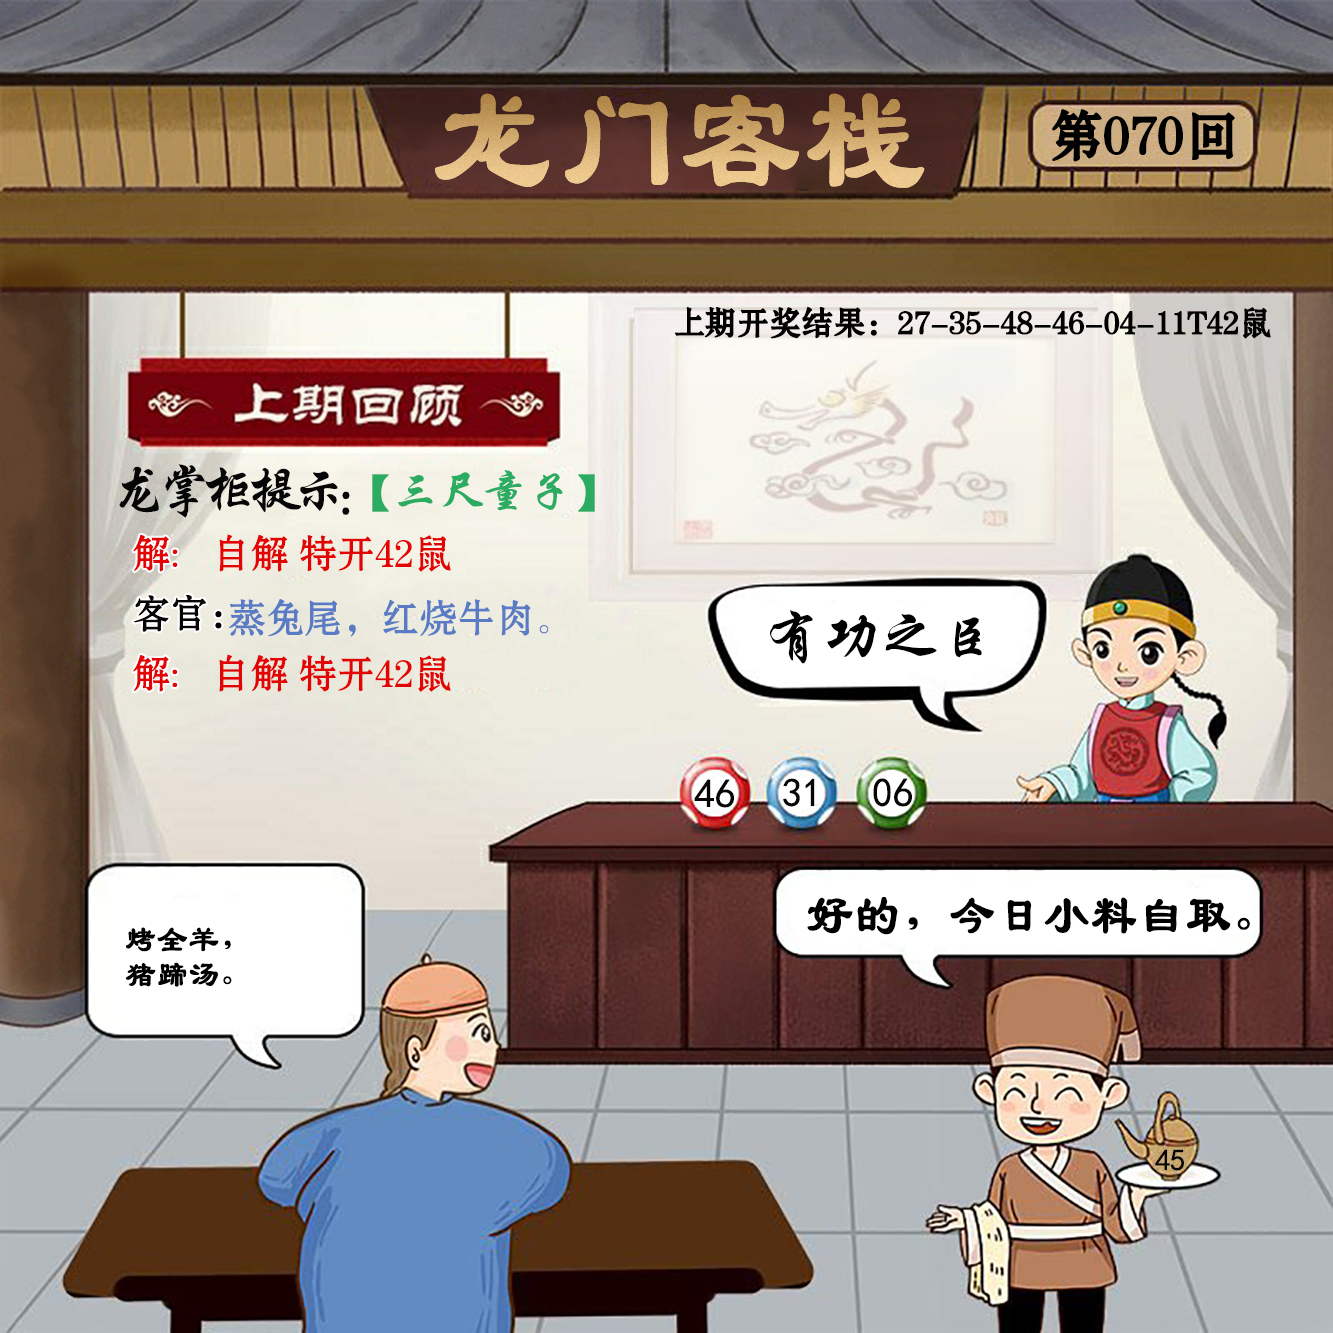 龙门客栈
第070回
上期开奖结果：27-35-48-46-04-11T42鼠
上期回顾
龙掌柜提示:【三尺童子】
解: 自解 特开42鼠
客官:蒸兔尾，红烧牛肉。
解: 自解 特开42鼠
有功之臣
46 31 06
好的，今日小料自取。
烤全羊，
猪蹄汤。
45